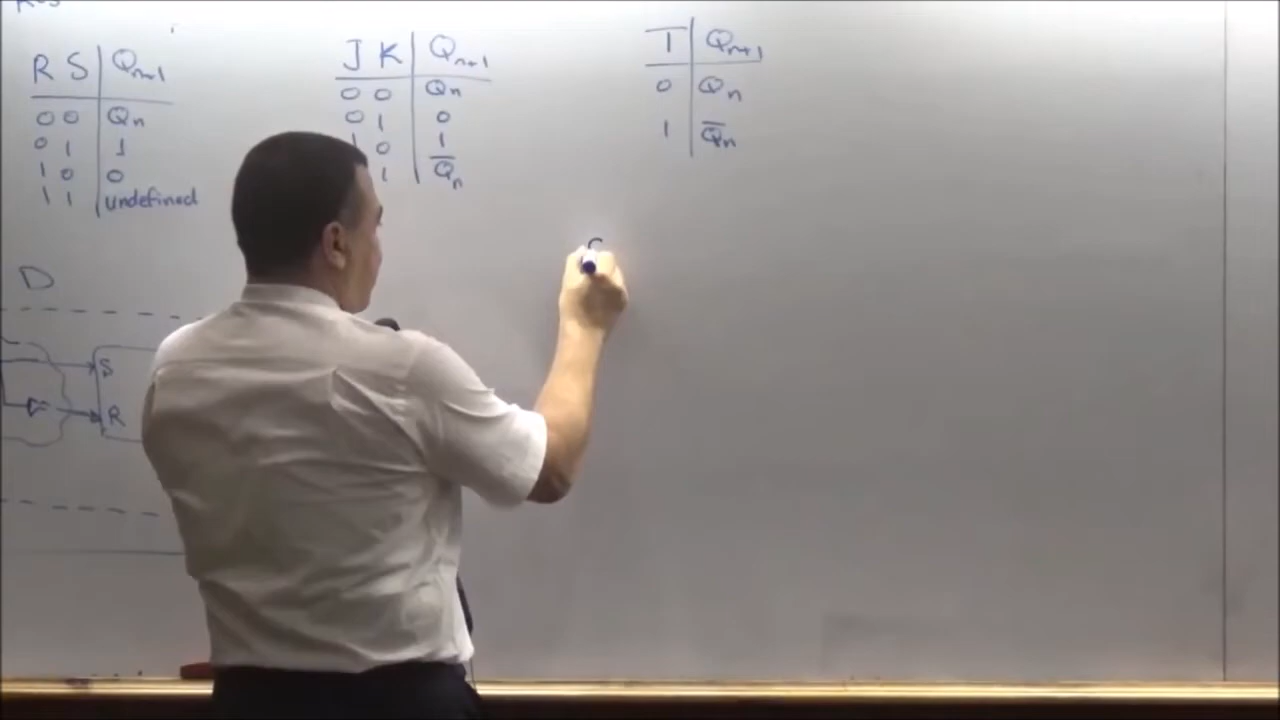 R S Qn+1
0 0 Qn
0 1 1
1 0 0
1 1 undefined
J K Qn+1
0 0 Qn
0 1 0
1 0 1
1 Q̅n
T Qn+1
0 Qn
1 Q̅n
D
S
R